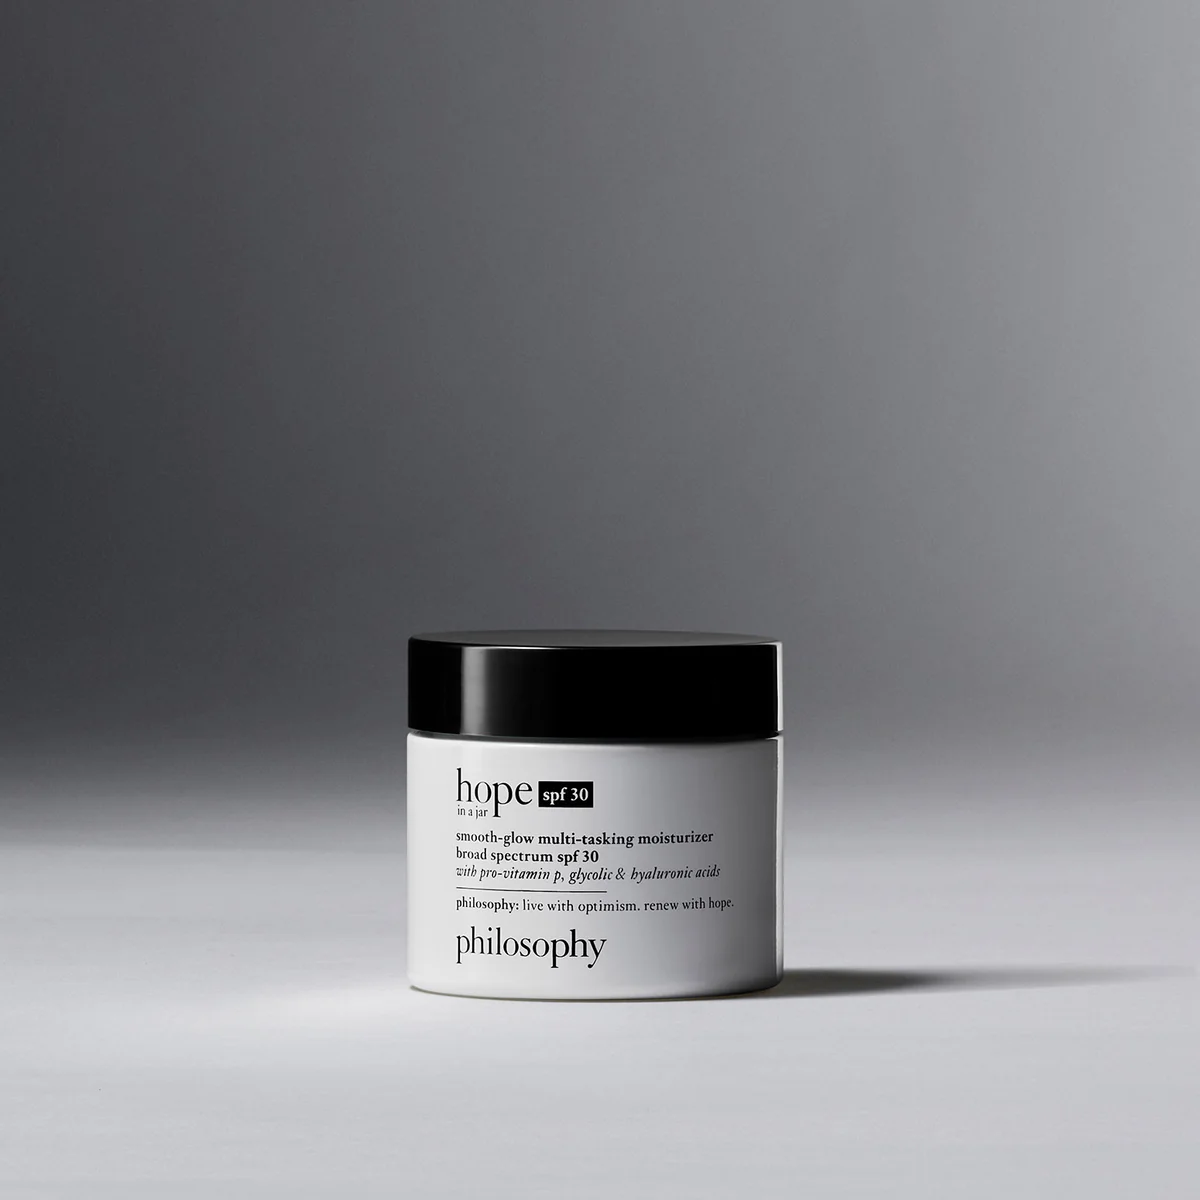 hope spf 30
in a jar
smooth-glow multi-tasking moisturizer
broad spectrum spf 30
with pro-vitamin p, glycolic & hyaluronic acids
philosophy: live with optimism. renew with hope.
philosophy